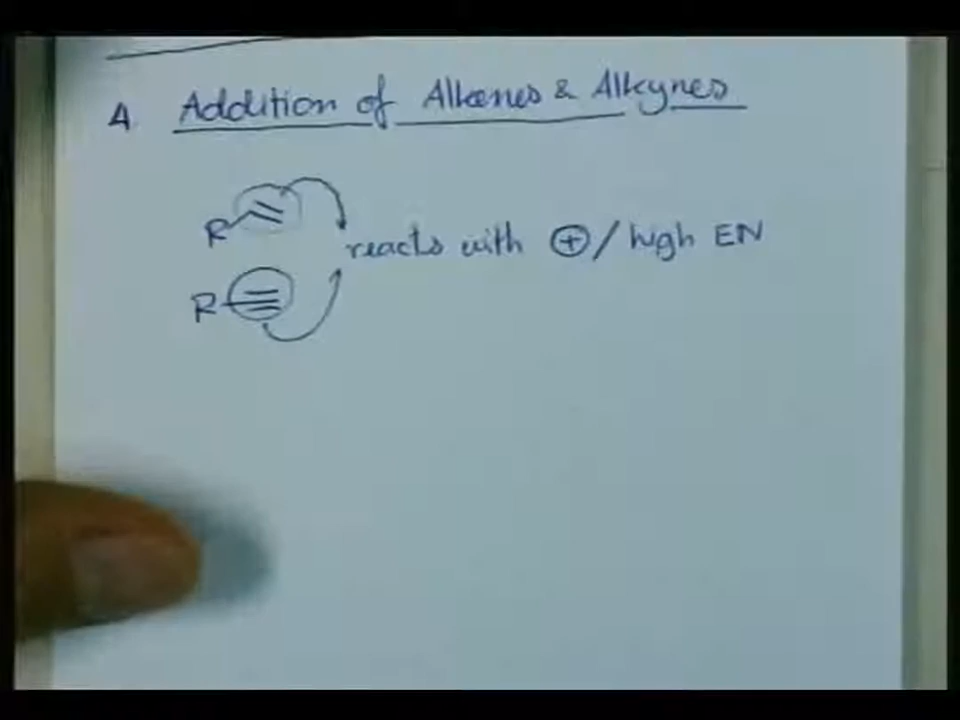 A. Addition of Alkenes & Alkynes
R
reacts with ⊕/high EN
R